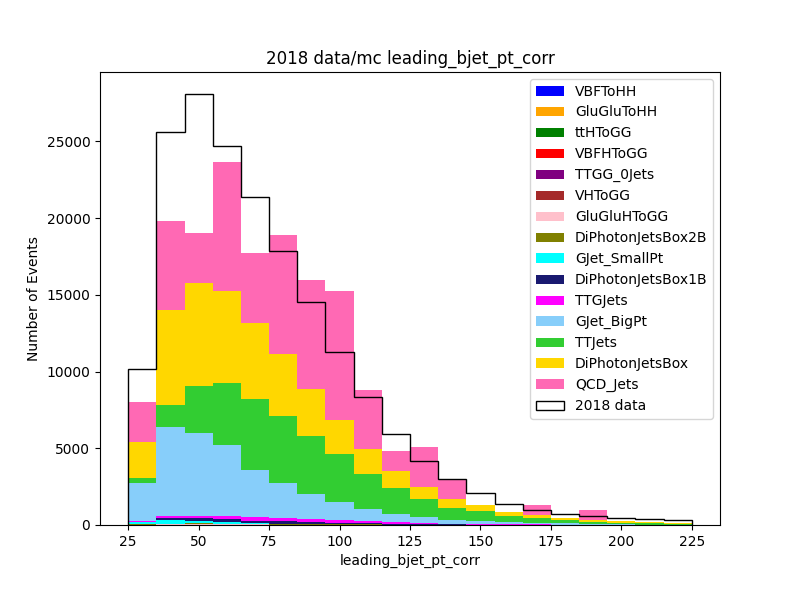 2018 data/mc leading_bjet_pt_corr
VBFToHH
GluGluToHH
ttHToGG
VBFHToGG
TTGG_0Jets
VHToGG
GluGluHToGG
DiPhotonJetsBox2B
GJet_SmallPt
DiPhotonJetsBox1B
TTGJets
GJet_BigPt
TTJets
DiPhotonJetsBox
QCD_Jets
2018 data
Number of Events
25000
20000
15000
10000
5000
0
25 50 75 100 125 150 175 200 225
leading_bjet_pt_corr